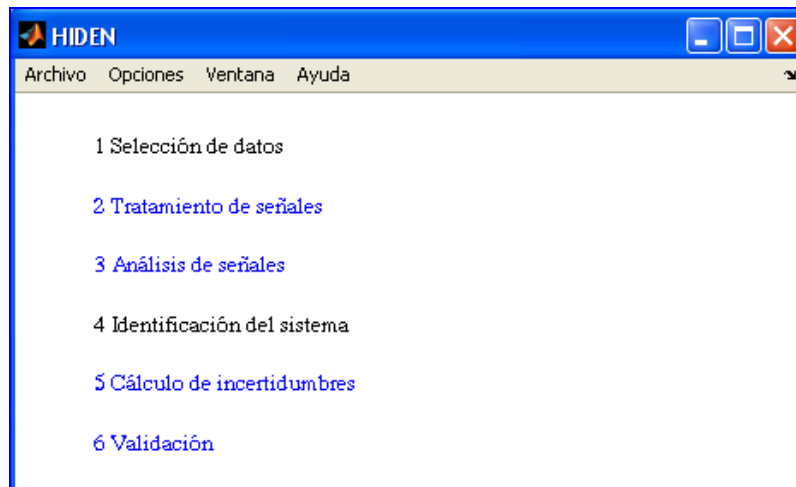 HIDEN
Archivo Opciones Ventana Ayuda
1 Selección de datos
2 Tratamiento de señales
3 Análisis de señales
4 Identificación del sistema
5 Cálculo de incertidumbres
6 Validación